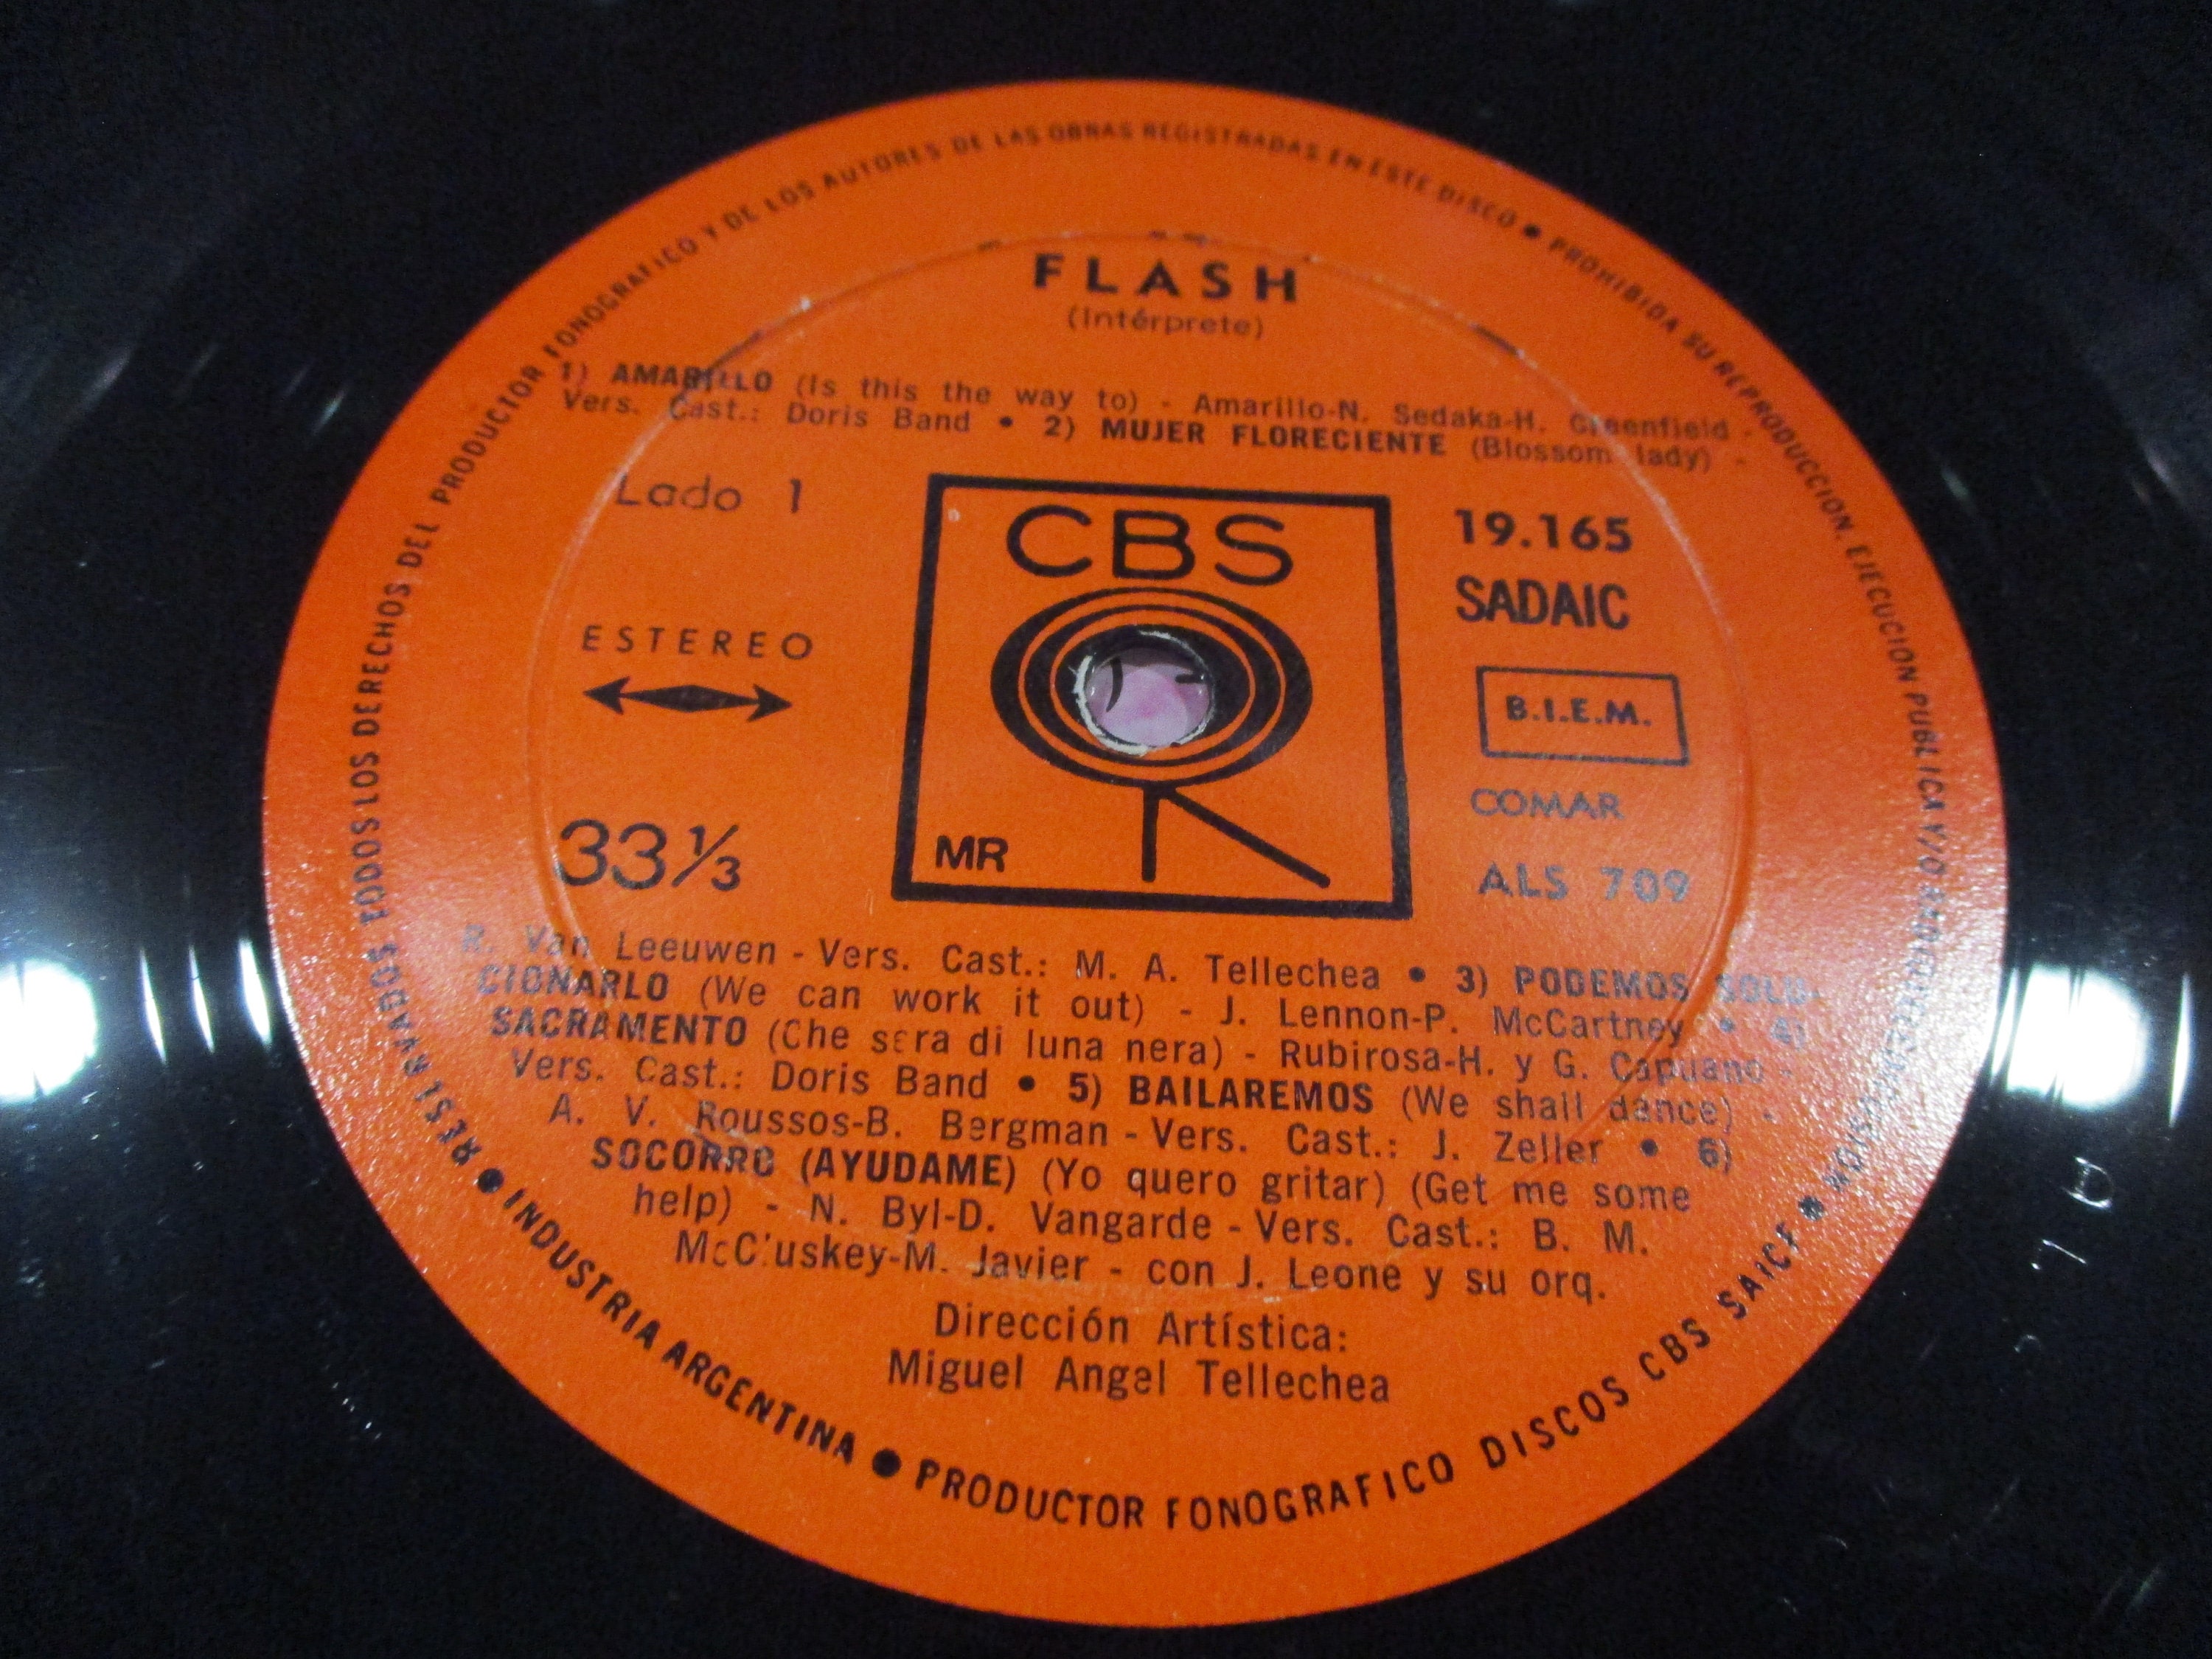 FLASH
(Intérprete)
1) AMARILLO (Is this the way to) - Amarillo-N. Sedaka-H. Greenfield -
Vers. Cast.: Doris Band • 2) MUJER FLORECIENTE (Blossom lady) -
Lado 1
ESTEREO
33 1/3
CBS
MR
19.165
SADAIC
B.I.E.M.
COMAR
ALS 709
R. Van Leeuwen - Vers. Cast.: M. A. Tellechea • 3) PODEMOS SOLU-
CIONARLO (We can work it out) - J. Lennon-P. McCartney • 4)
SACRAMENTO (Che sera di luna nera) - Rubirosa-H. y G. Capuano -
Vers. Cast.: Doris Band • 5) BAILAREMOS (We shall dance) -
A. V. Roussos-B. Bergman - Vers. Cast.: J. Zeller • 6)
SOCORRO (AYUDAME) (Yo quero gritar) (Get me some
help) - N. Byl-D. Vangarde - Vers. Cast.: B. M.
McC'uskey-M. Javier - con J. Leone y su orq.
Dirección Artística:
Miguel Angel Tellechea
RESERVADOS TODOS LOS DERECHOS DEL PRODUCTOR FONOGRAFICO Y DE LOS AUTORES DE LAS OBRAS REGISTRADAS EN ESTE DISCO • PROHIBIDA SU REPRODUCCION, EJECUCION PUBLICA Y/O •
INDUSTRIA ARGENTINA • PRODUCTOR FONOGRAFICO DISCOS CBS SAICF •